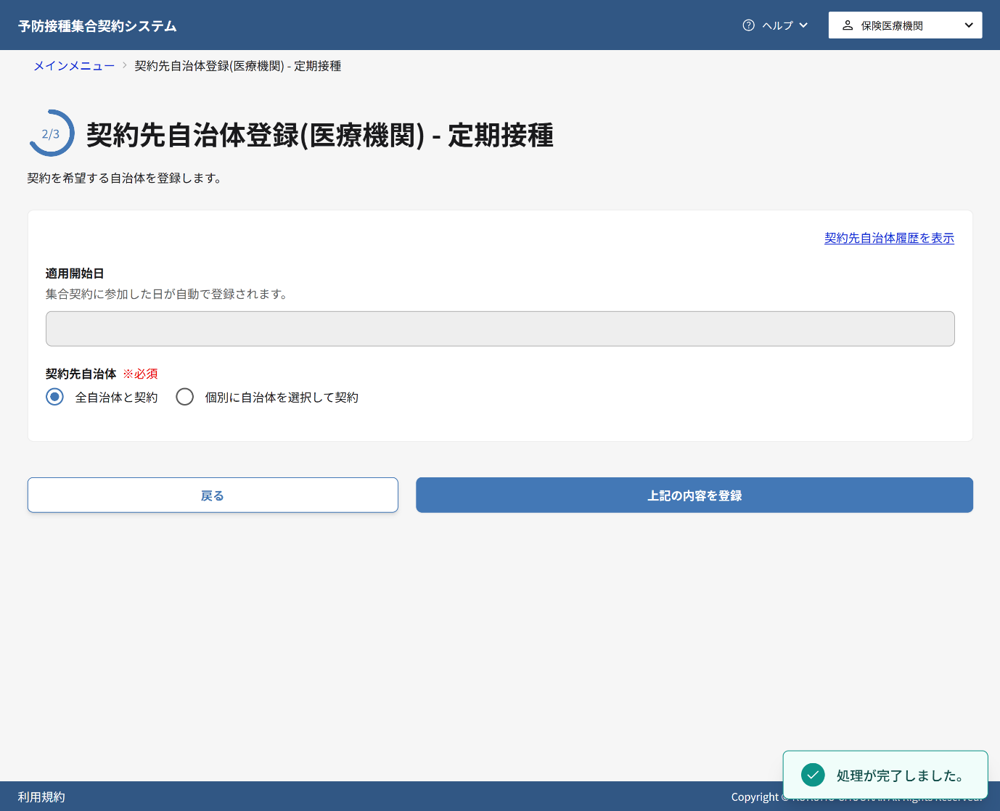 予防接種集合契約システム
ヘルプ
保険医療機関
メインメニュー > 契約先自治体登録(医療機関) - 定期接種
2/3
契約先自治体登録(医療機関) - 定期接種
契約を希望する自治体を登録します。
契約先自治体履歴を表示
適用開始日
集合契約に参加した日が自動で登録されます。
契約先自治体 ※必須
全自治体と契約
個別に自治体を選択して契約
戻る
上記の内容を登録
処理が完了しました。
利用規約
Copyright ©